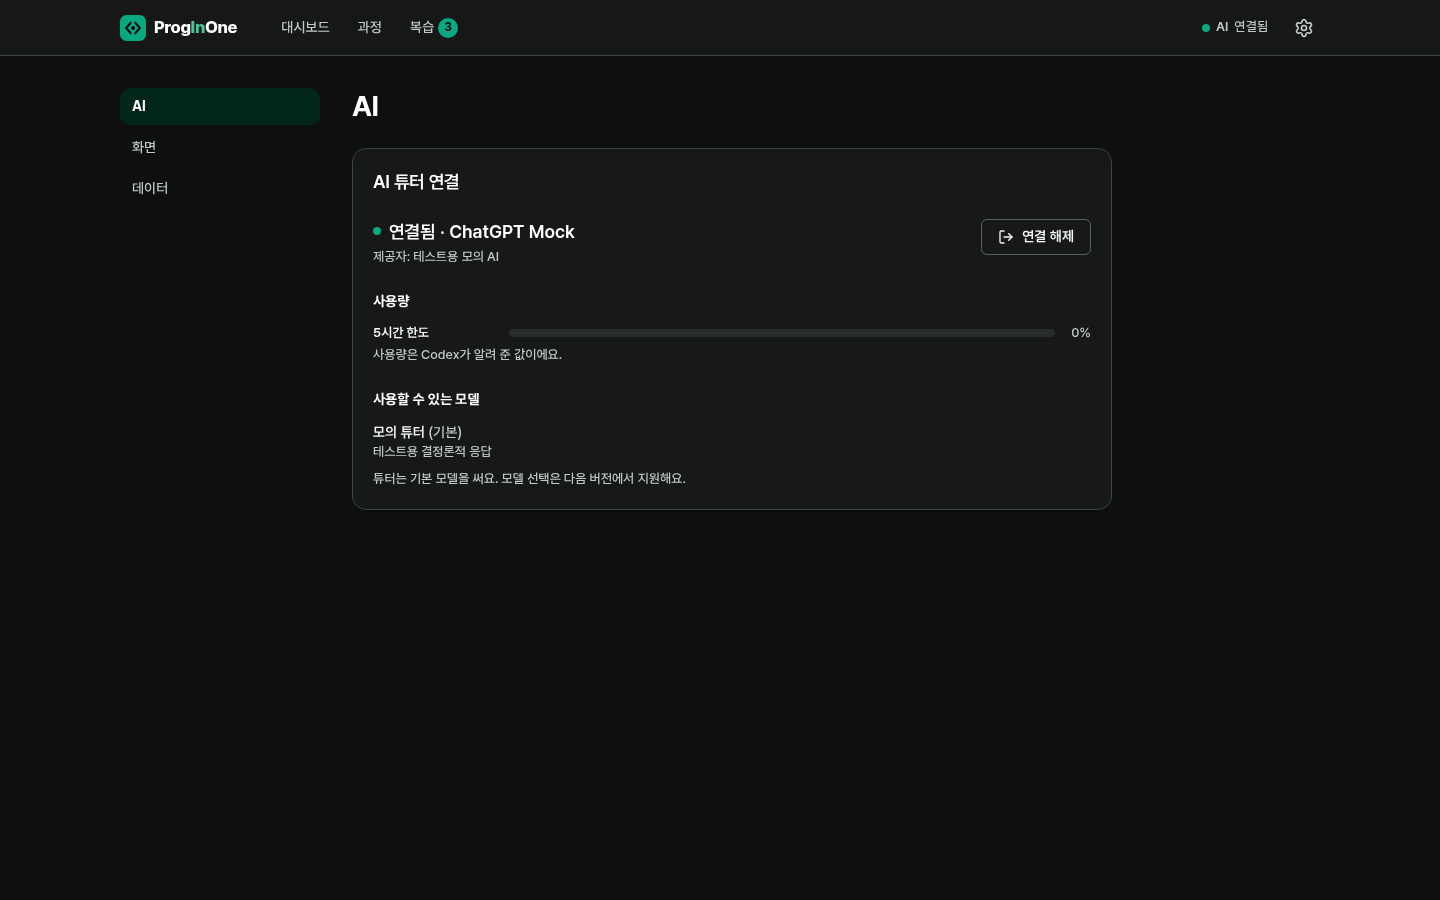 ProgInOne 대시보드 과정 복습 3 AI 연결됨
AI
화면
데이터
AI
AI 튜터 연결
연결됨 · ChatGPT Mock
연결 해제
제공자: 테스트용 모의 AI
사용량
5시간 한도 0%
사용량은 Codex가 알려 준 값이에요.
사용할 수 있는 모델
모의 튜터 (기본)
테스트용 결정론적 응답
튜터는 기본 모델을 써요. 모델 선택은 다음 버전에서 지원해요.